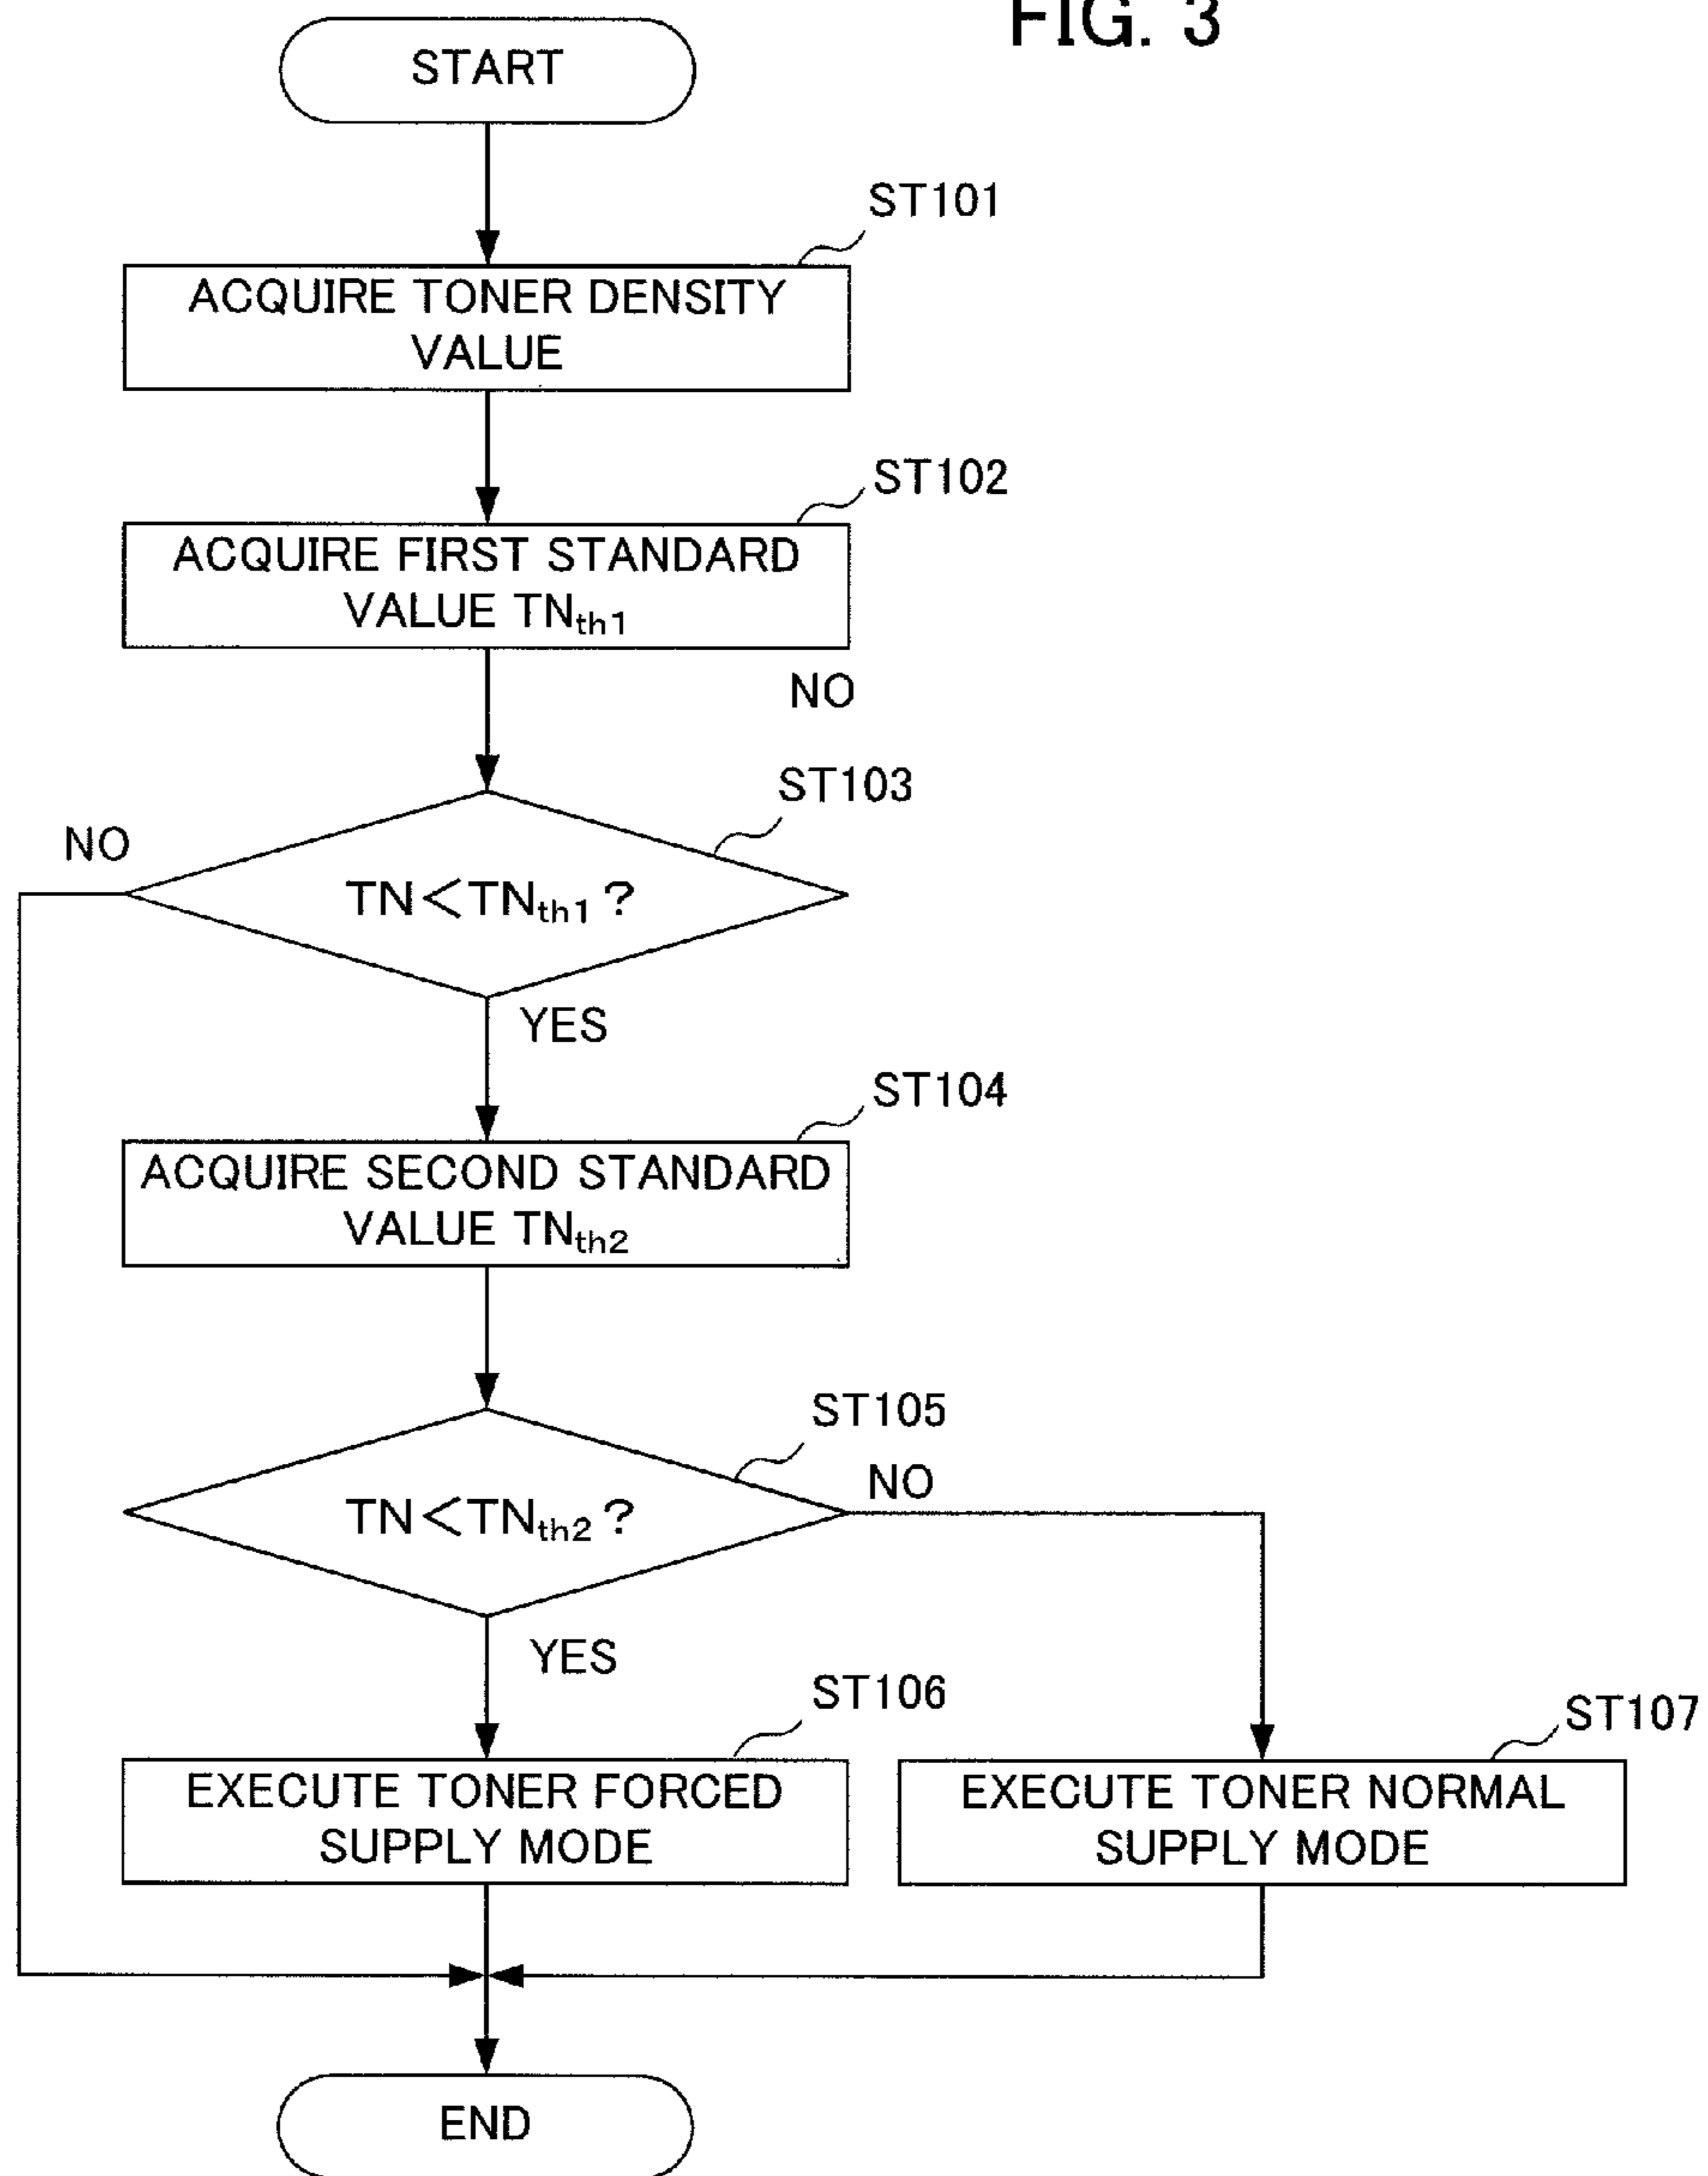 FIG. 3
START
ST101
ACQUIRE TONER DENSITY
VALUE
ST102
ACQUIRE FIRST STANDARD
VALUE TNth1
NO
ST103
NO
TN<TNth1 ?
YES
ST104
ACQUIRE SECOND STANDARD
VALUE TNth2
ST105
NO
TN<TNth2 ?
YES
ST106
ST107
EXECUTE TONER FORCED
SUPPLY MODE
EXECUTE TONER NORMAL
SUPPLY MODE
END